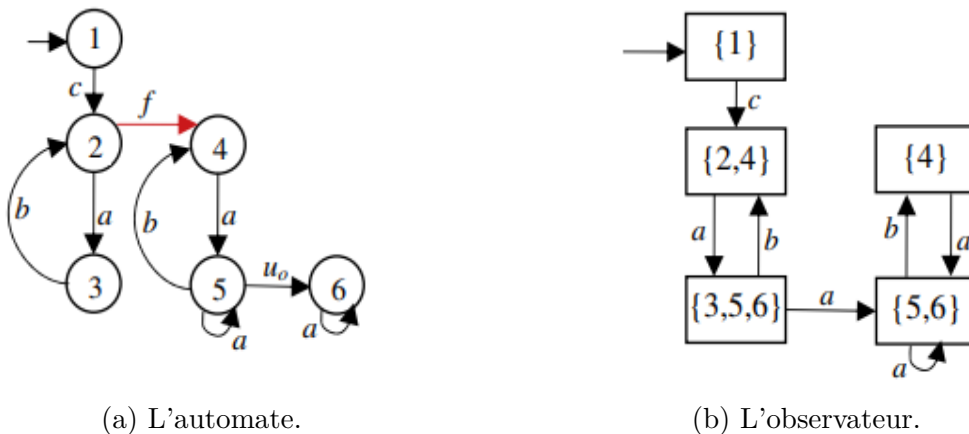 1
{1}
c
f
c
2
4
{2,4}
{4}
b
a
b
a
a
b
b
a
3
5
u_o
6
{3,5,6}
a
{5,6}
a
a
a
(a) L'automate.
(b) L'observateur.